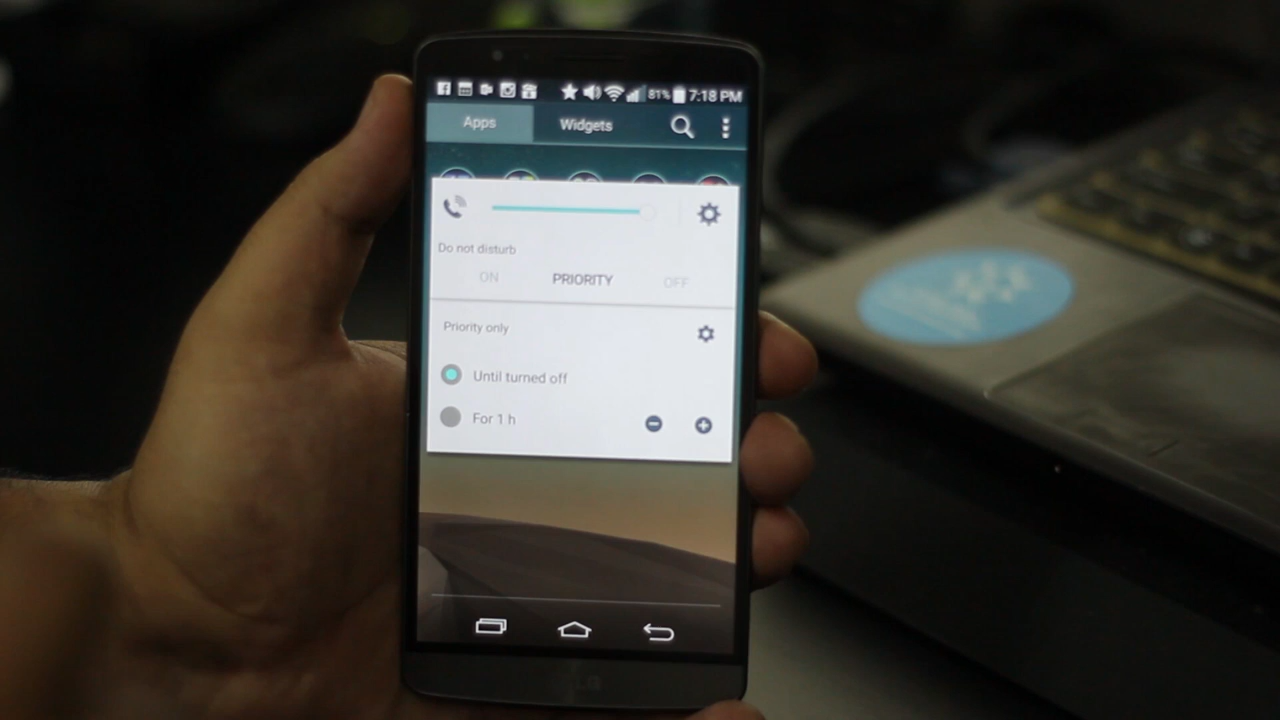 81% 7:18 PM
Apps Widgets
Do not disturb
ON PRIORITY OFF
Priority only
Until turned off
For 1 h
LG